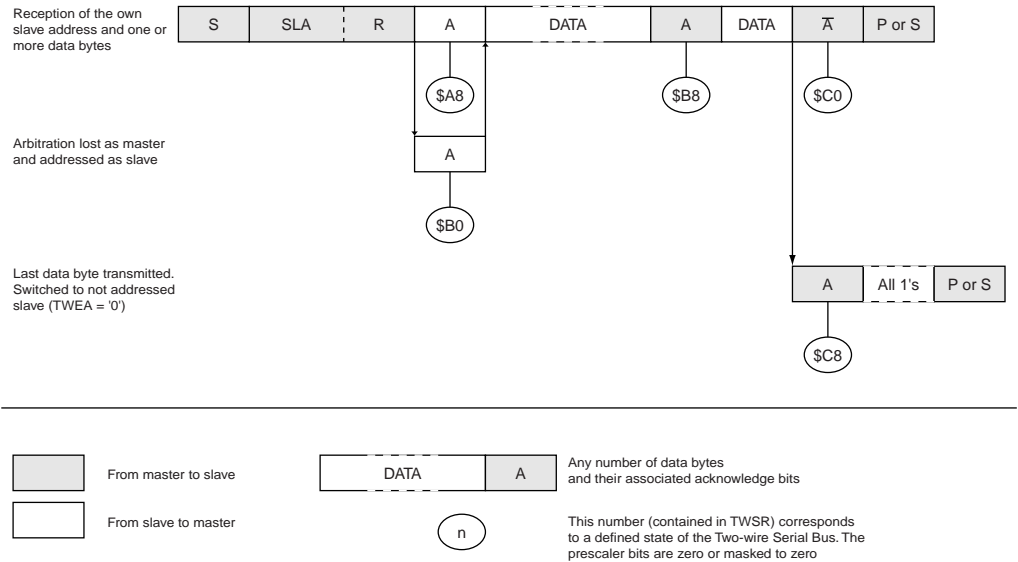 Reception of the own
slave address and one or
more data bytes
S SLA R A DATA A DATA A̅ P or S
$A8 $B8 $C0
Arbitration lost as master
and addressed as slave
A
$B0
Last data byte transmitted.
Switched to not addressed
slave (TWEA = '0')
A All 1's P or S
$C8
From master to slave
DATA A
Any number of data bytes
and their associated acknowledge bits
From slave to master
n
This number (contained in TWSR) corresponds
to a defined state of the Two-wire Serial Bus. The
prescaler bits are zero or masked to zero